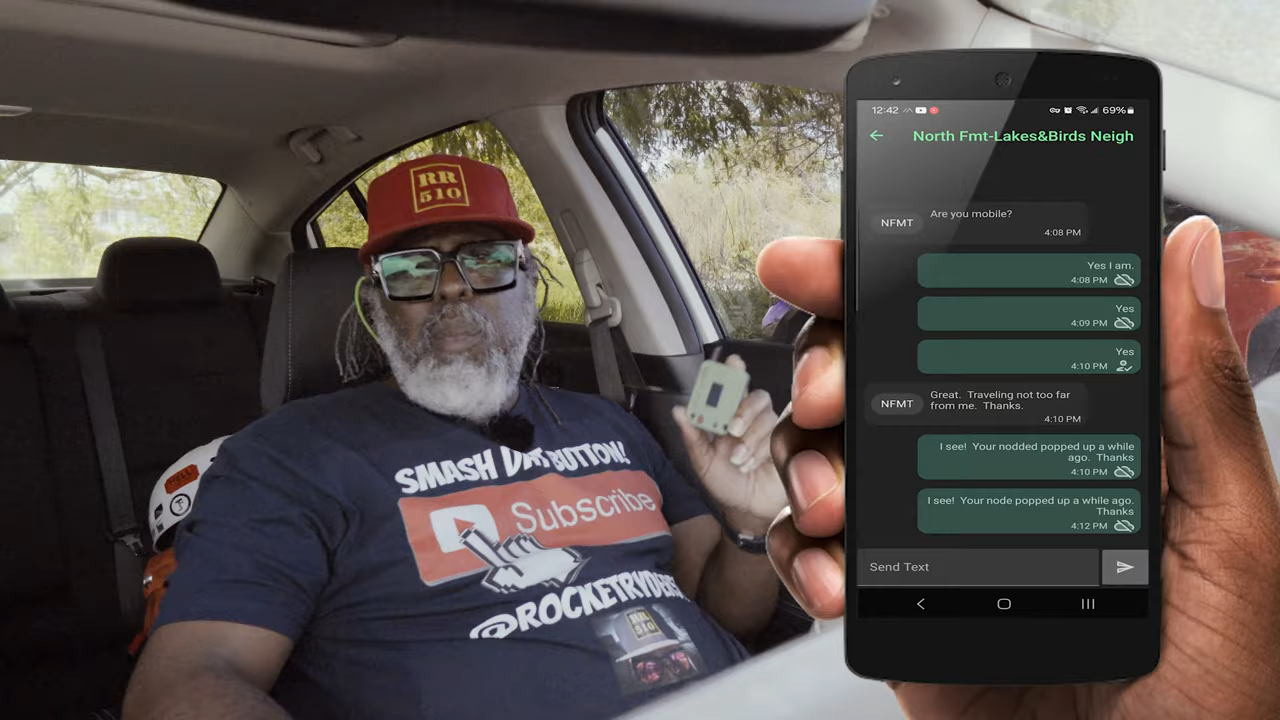 RR
510
SMASH DAT BUTTON!
Subscribe
@ROCKETRYDER
RR
510
12:42
69%
North Fmt-Lakes&Birds Neigh
NFMT
Are you mobile?
4:08 PM
Yes I am.
4:08 PM
Yes
4:09 PM
Yes
4:10 PM
NFMT
Great. Traveling not too far
from me. Thanks.
4:10 PM
I see! Your nodded popped up a while
ago. Thanks
4:10 PM
I see! Your node popped up a while ago.
Thanks
4:12 PM
Send Text